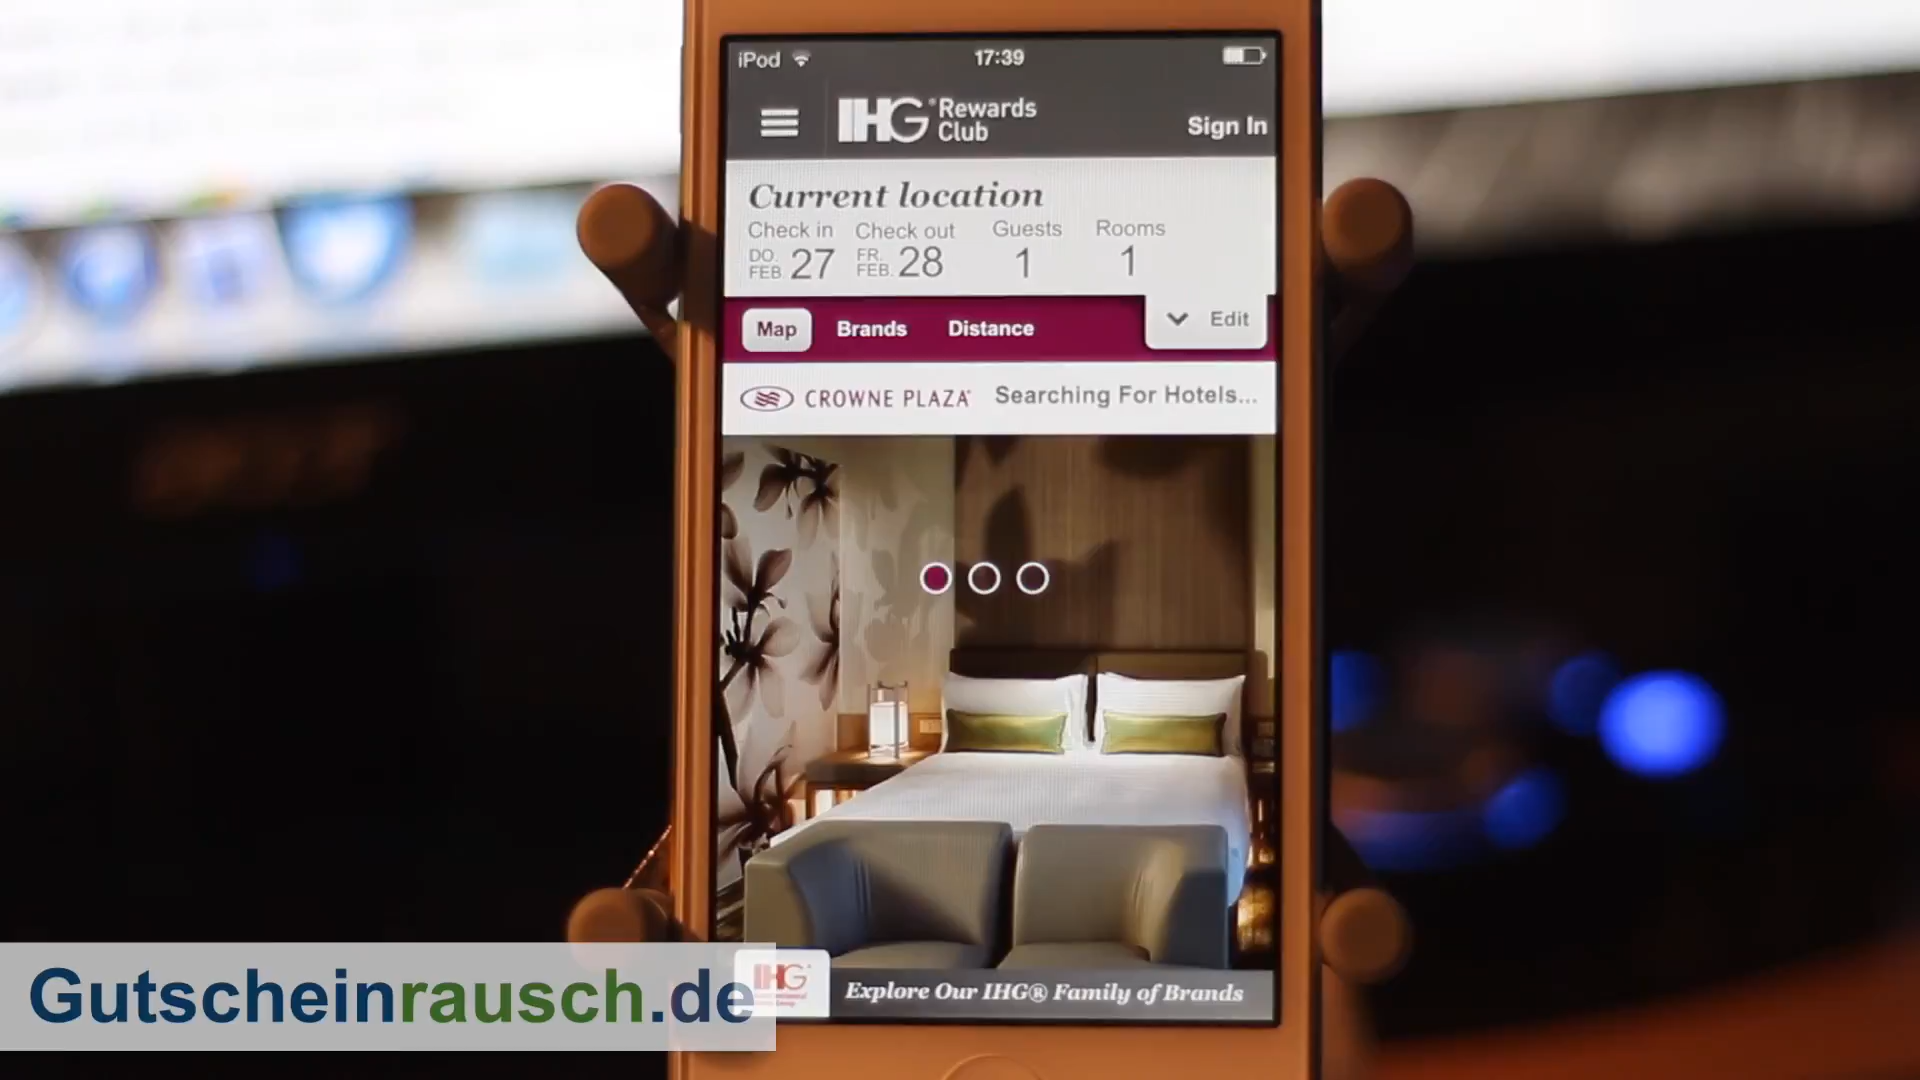 iPod
17:39
IHG® Rewards Club
Sign In
Current location
Check in
Check out
Guests
Rooms
DO. FEB. 27
FR. FEB. 28
1
1
Map
Brands
Distance
Edit
CROWNE PLAZA
Searching For Hotels...
IHG®
Explore Our IHG® Family of Brands
Gutscheinrausch.de